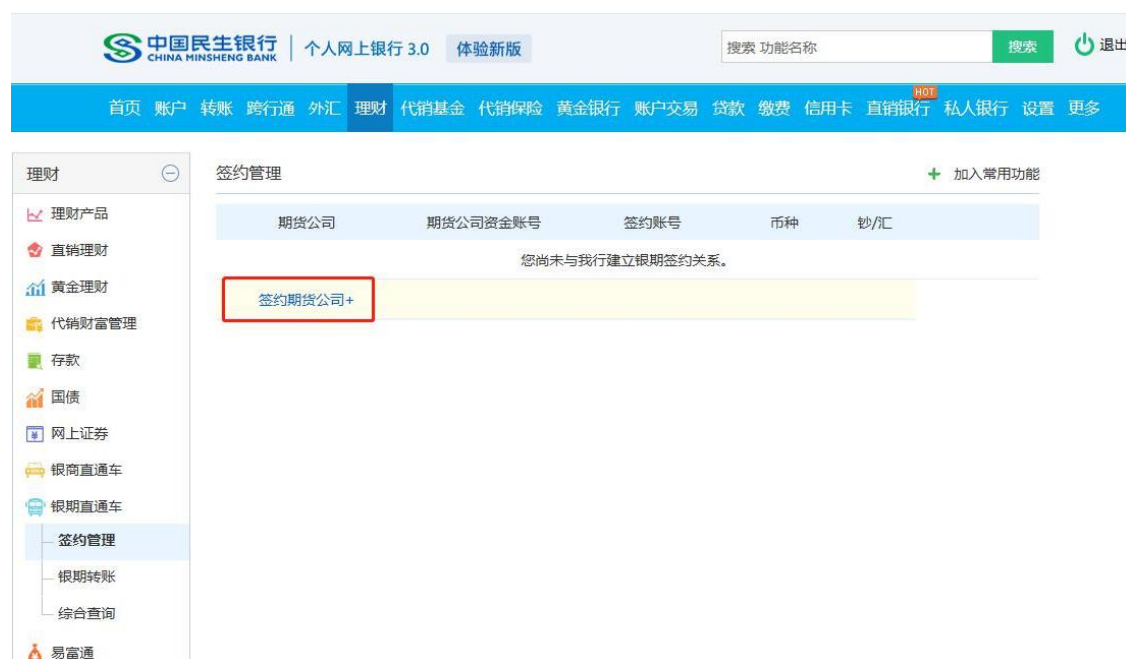 中国民生银行 个人网上银行 3.0 体验新版 搜索 功能名称 搜索 退出
CHINA MINSHENG BANK
HOT
首页 账户 转账 跨行通 外汇 理财 代销基金 代销保险 黄金银行 账户交易 贷款 缴费 信用卡 直销银行 私人银行 设置 更多
理财
签约管理 + 加入常用功能
理财产品
期货公司 期货公司资金账号 签约账号 币种 钞/汇
直销理财
您尚未与我行建立银期签约关系。
黄金理财
签约期货公司+
代销财富管理
存款
国债
网上证券
银商直通车
银期直通车
签约管理
银期转账
综合查询
易富通